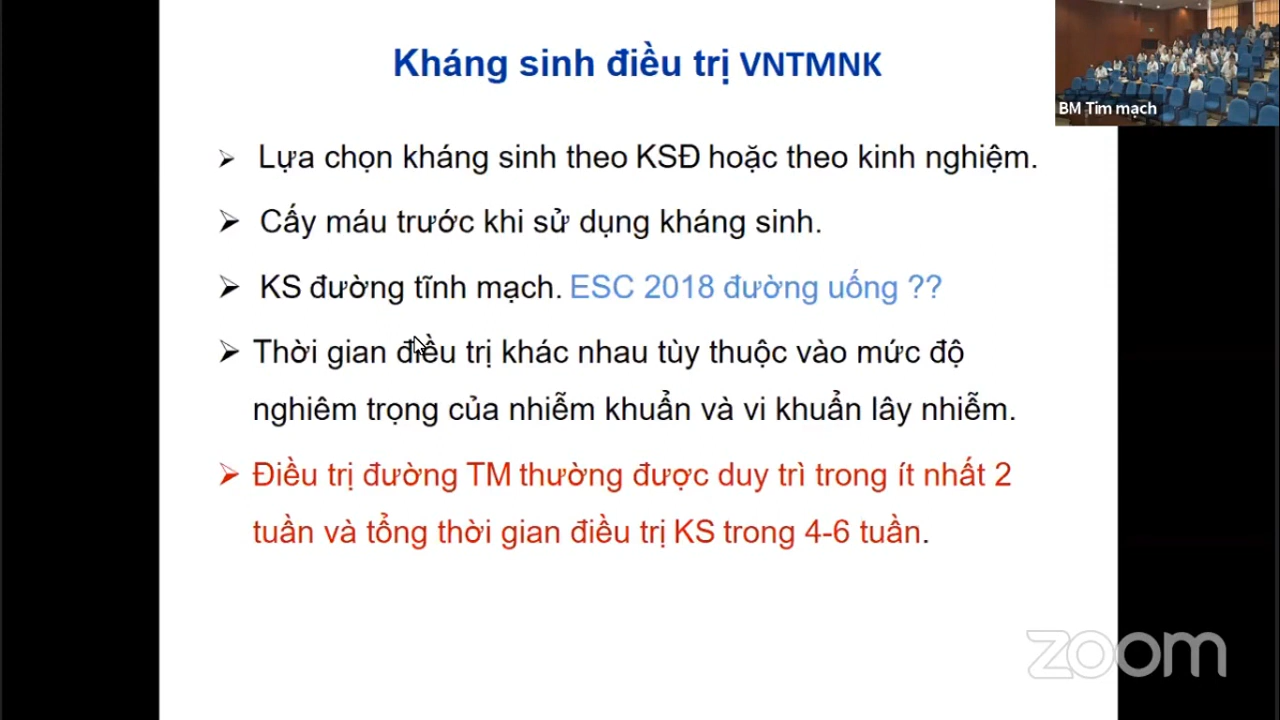 Kháng sinh điều trị VNTMNK
BM Tim mạch
➢ Lựa chọn kháng sinh theo KSĐ hoặc theo kinh nghiệm.
➢ Cấy máu trước khi sử dụng kháng sinh.
➢ KS đường tĩnh mạch. ESC 2018 đường uống ??
➢ Thời gian điều trị khác nhau tùy thuộc vào mức độ
nghiêm trọng của nhiễm khuẩn và vi khuẩn lây nhiễm.
➢ Điều trị đường TM thường được duy trì trong ít nhất 2
tuần và tổng thời gian điều trị KS trong 4-6 tuần.
zoom